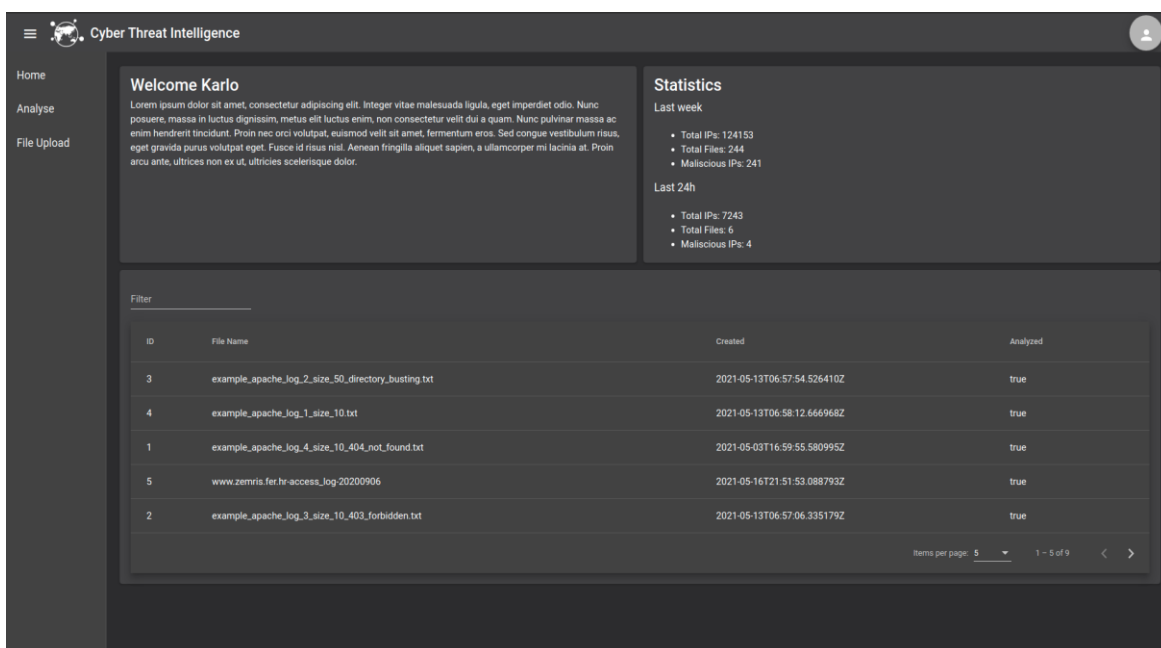 Cyber Threat Intelligence
Home
Analyse
File Upload
Welcome Karlo
Lorem ipsum dolor sit amet, consectetur adipiscing elit. Integer vitae malesuada ligula, eget imperdiet odio. Nunc
posuere, massa in luctus dignissim, metus elit luctus enim, non consectetur velit dui a quam. Nunc pulvinar massa ac
enim hendrerit tincidunt. Proin nec orci volutpat, euismod velit sit amet, fermentum eros. Sed congue vestibulum risus,
eget gravida purus volutpat eget. Fusce id risus nisl. Aenean fringilla aliquet sapien, a ullamcorper mi lacinia at. Proin
arcu ante, ultrices non ex ut, ultricies scelerisque dolor.
Statistics
Last week
• Total IPs: 124153
• Total Files: 244
• Maliscious IPs: 241
Last 24h
• Total IPs: 7243
• Total Files: 6
• Maliscious IPs: 4
Filter
ID File Name Created Analyzed
3 example_apache_log_2_size_50_directory_busting.txt 2021-05-13T06:57:54.526410Z true
4 example_apache_log_1_size_10.txt 2021-05-13T06:58:12.666968Z true
1 example_apache_log_4_size_10_404_not_found.txt 2021-05-03T16:59:55.580995Z true
5 www.zemris.fer.hr-access_log-20200906 2021-05-16T21:51:53.088793Z true
2 example_apache_log_3_size_10_403_forbidden.txt 2021-05-13T06:57:06.335179Z true
Items per page: 5 1 – 5 of 9